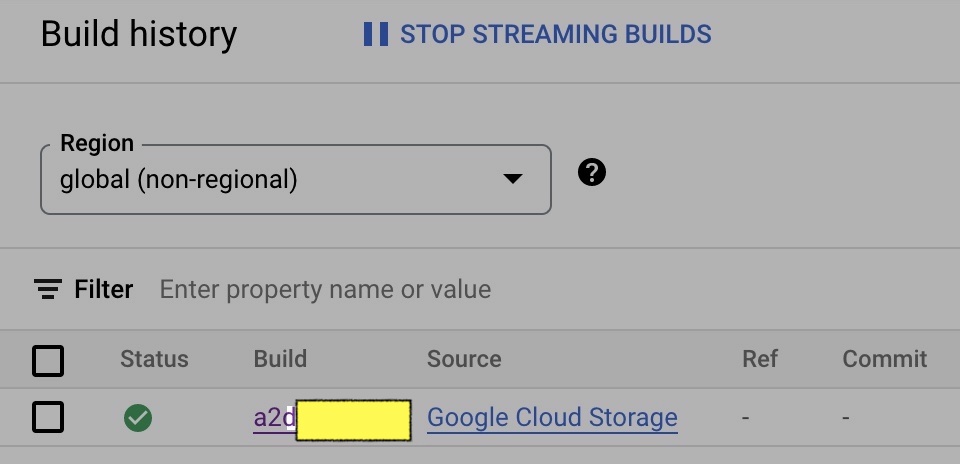 Build history
STOP STREAMING BUILDS
Region
global (non-regional)
Filter Enter property name or value
Status Build Source Ref Commit
a2d Google Cloud Storage - -